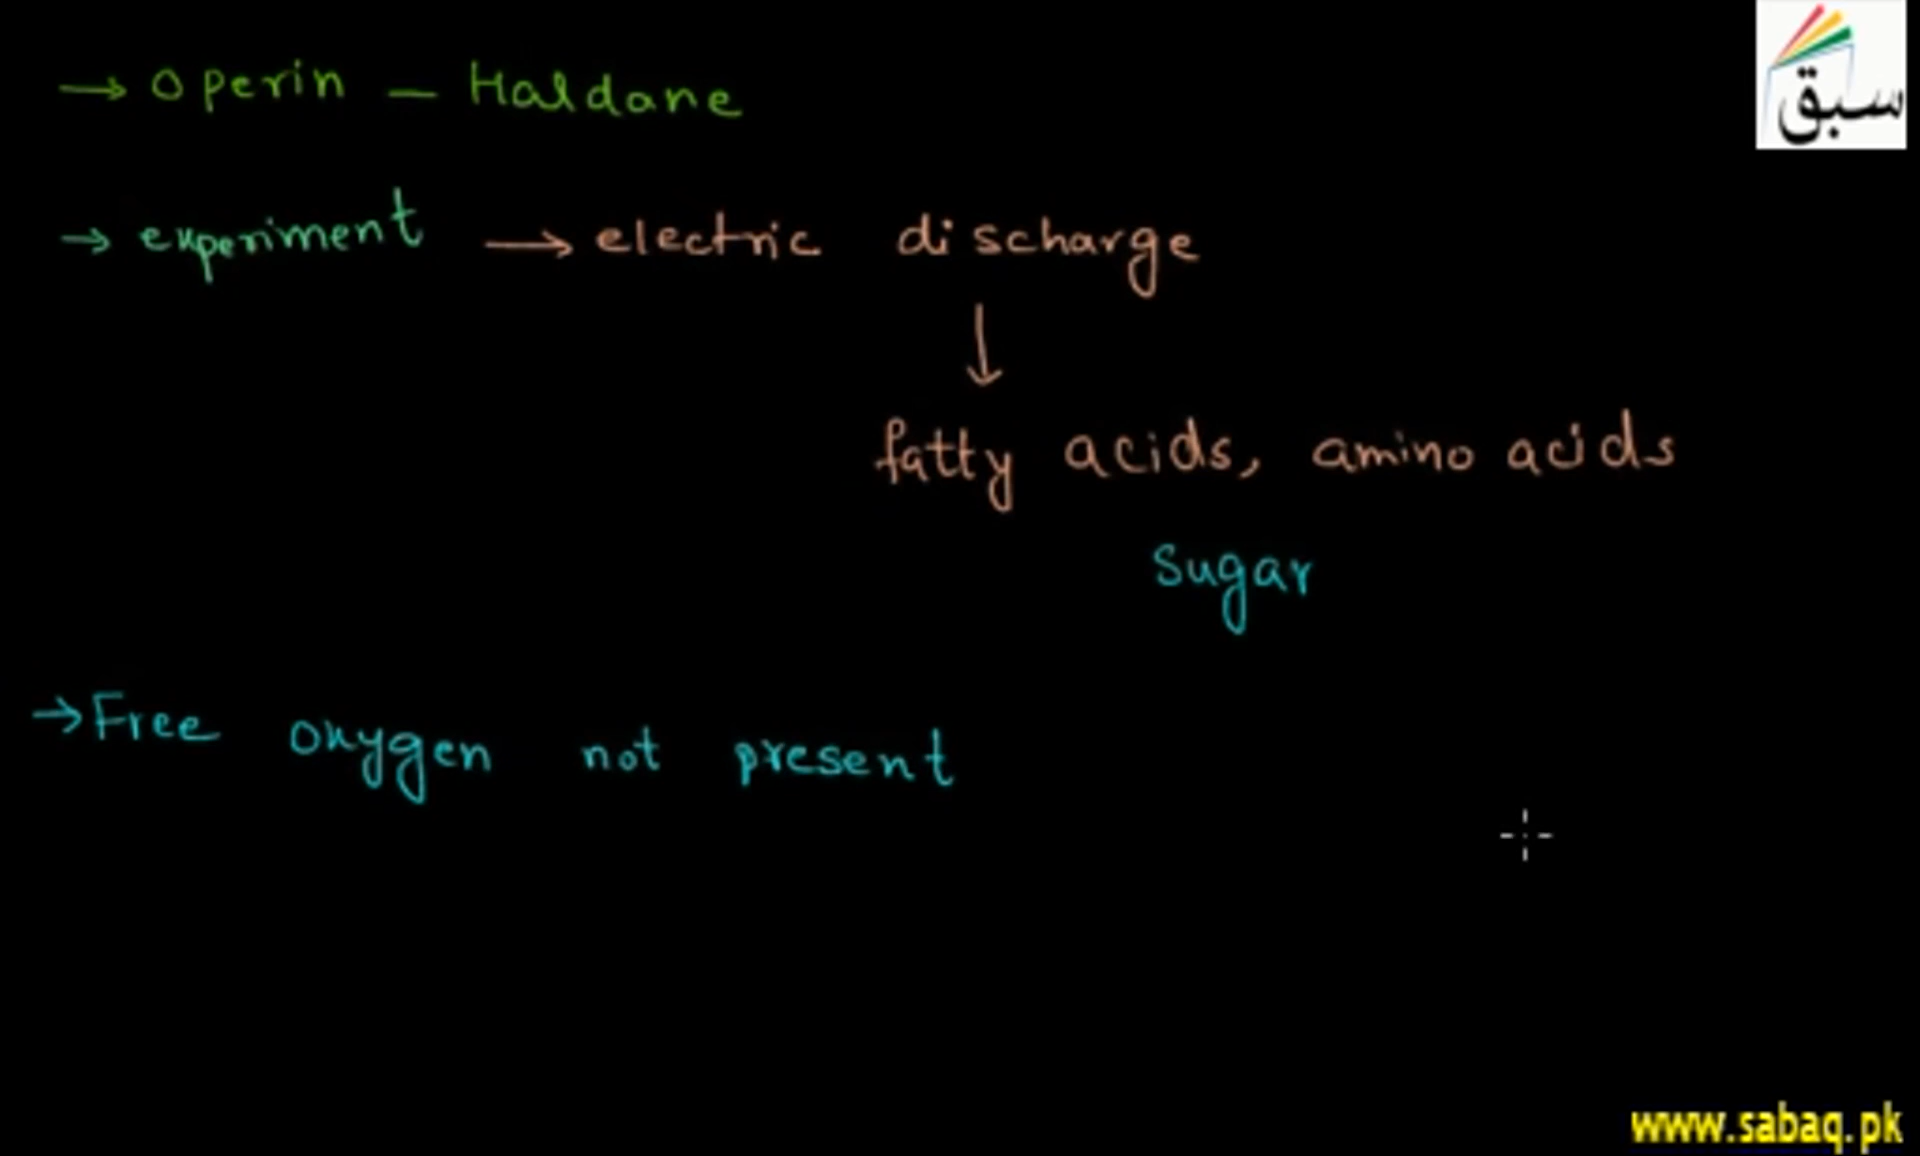 → Operin – Haldane
سبق
→ experiment → electric discharge
↓
fatty acids, amino acids
Sugar
→ Free oxygen not present
www.sabaq.pk